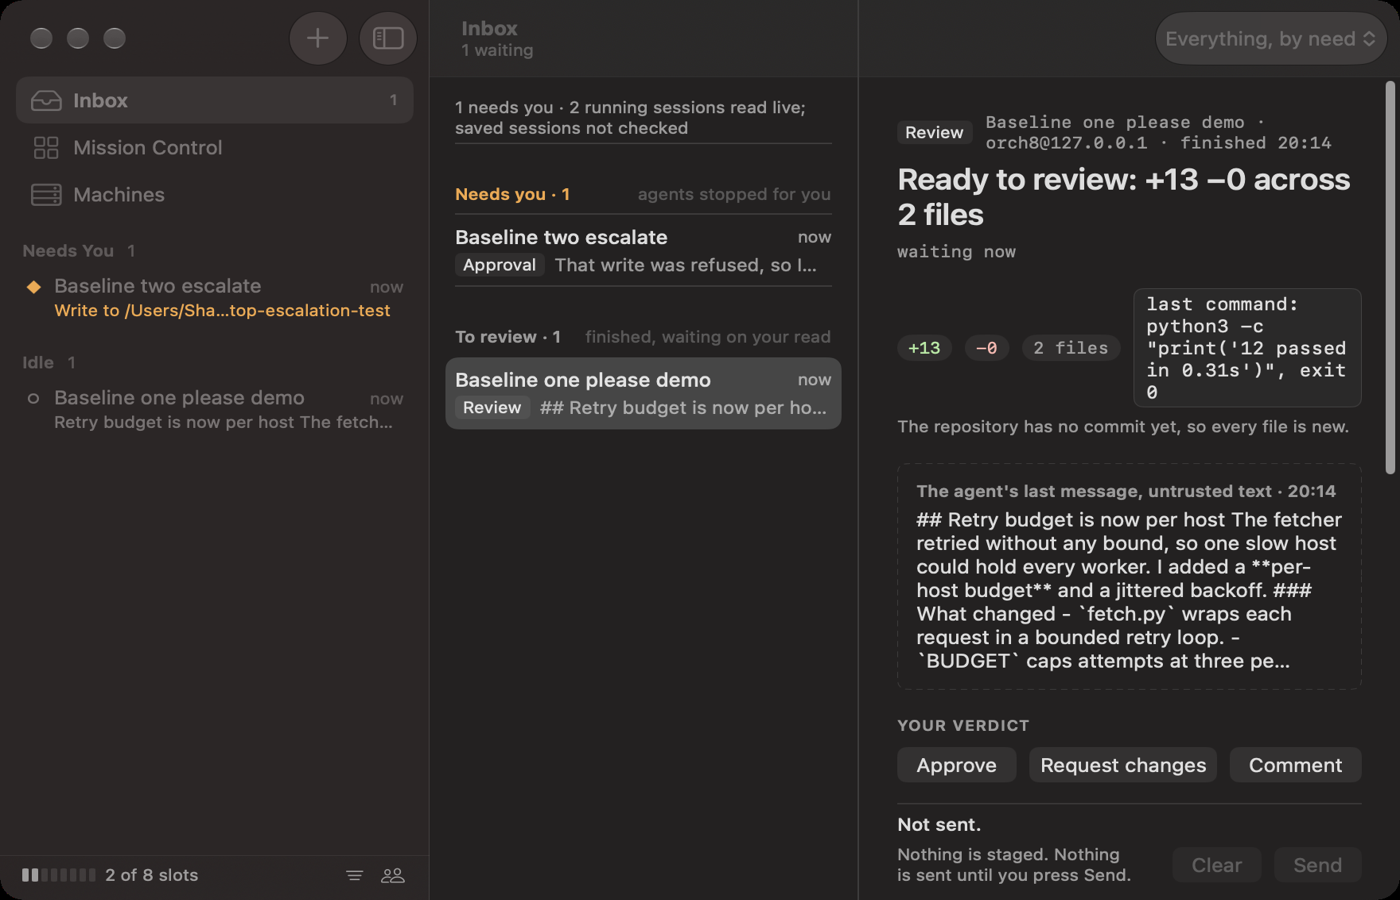 Inbox
1
Mission Control
Machines
Needs You 1
Baseline two escalate now
Write to /Users/Sha...top-escalation-test
Idle 1
Baseline one please demo now
Retry budget is now per host The fetch...
2 of 8 slots
Inbox
1 waiting
1 needs you · 2 running sessions read live;
saved sessions not checked
Needs you · 1 agents stopped for you
Baseline two escalate now
Approval That write was refused, so I...
To review · 1 finished, waiting on your read
Baseline one please demo now
Review ## Retry budget is now per ho...
Everything, by need
Review Baseline one please demo ·
orch8@127.0.0.1 · finished 20:14
Ready to review: +13 −0 across
2 files
waiting now
+13 −0 2 files
last command:
python3 -c
"print('12 passed
in 0.31s')", exit
0
The repository has no commit yet, so every file is new.
The agent's last message, untrusted text · 20:14
## Retry budget is now per host The fetcher
retried without any bound, so one slow host
could hold every worker. I added a **per-
host budget** and a jittered backoff. ###
What changed - `fetch.py` wraps each
request in a bounded retry loop. -
`BUDGET` caps attempts at three pe...
YOUR VERDICT
Approve Request changes Comment
Not sent.
Nothing is staged. Nothing
is sent until you press Send.
Clear Send